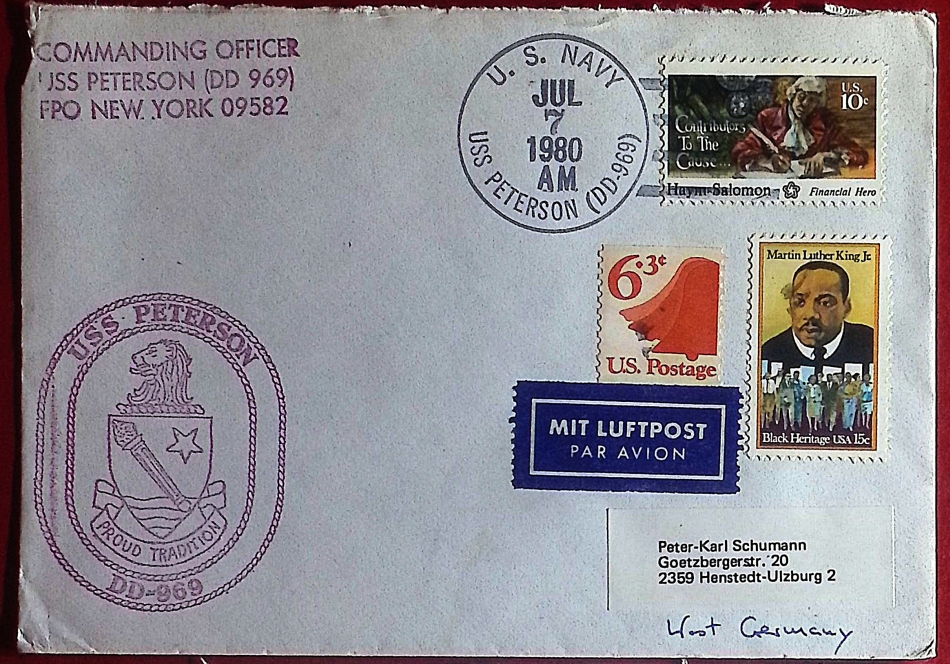 COMMANDING OFFICER
USS PETERSON (DD 969)
FPO NEW YORK 09582
U. S. NAVY
JUL
7
1980
AM
USS PETERSON (DD-969)
U.S.
10c
Contributors
To The
Cause...
Haym Salomon
Financial Hero
6.3¢
U.S. Postage
Martin Luther King Jr.
Black Heritage USA 15c
MIT LUFTPOST
PAR AVION
USS PETERSON
PROUD TRADITION
DD-969
Peter-Karl Schumann
Goetzbergerstr. 20
2359 Henstedt-Ulzburg 2
West Germany